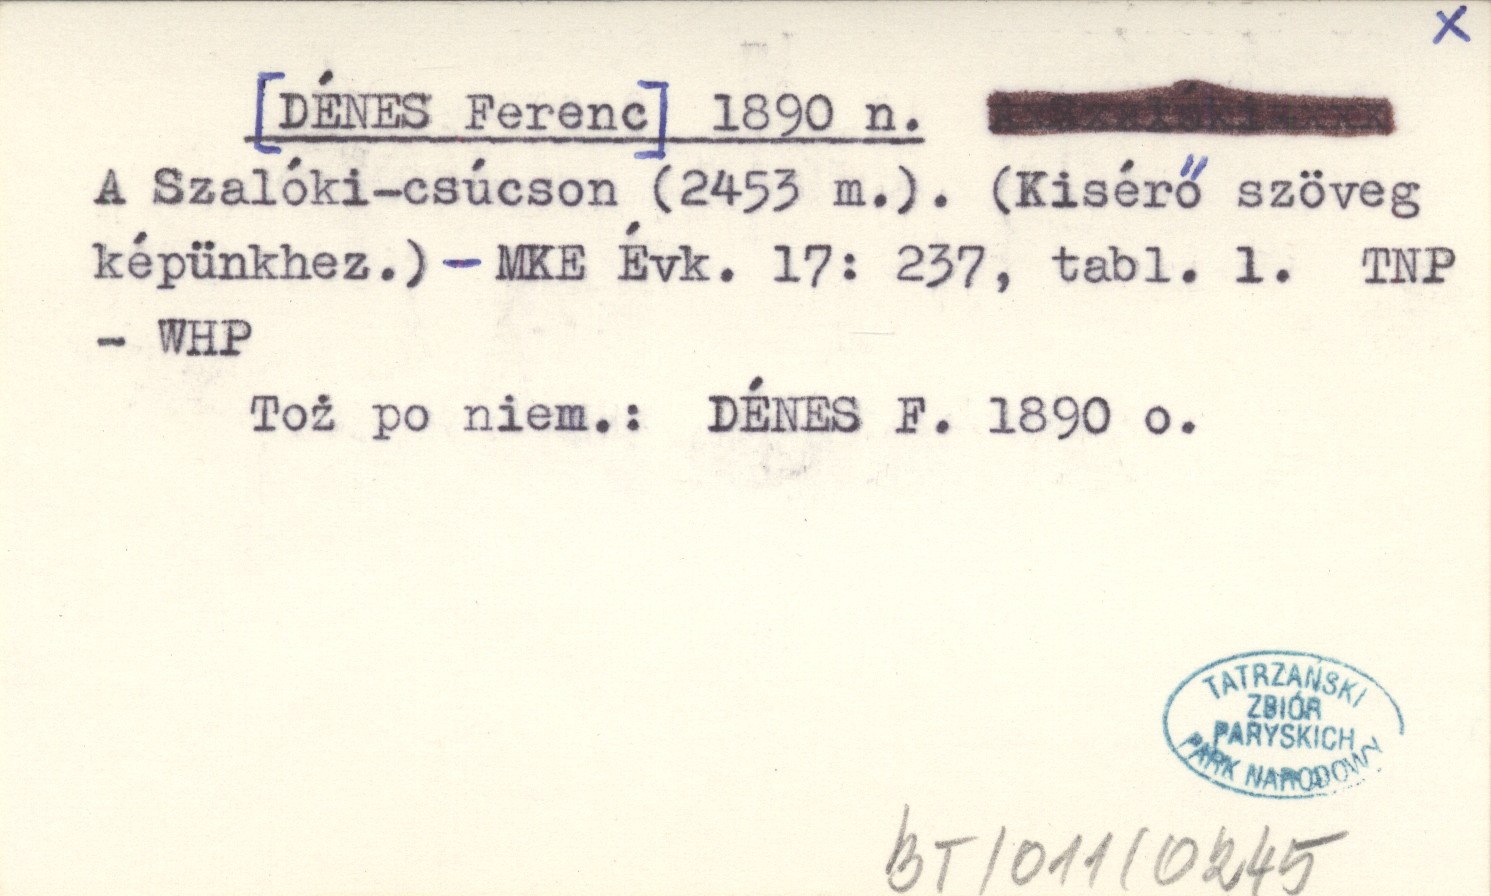 x
[DÉNES Ferenc] 1890 n.
A Szalóki-csúcson (2453 m.). (Kisérő szöveg
képünkhez.) - MKE Évk. 17: 237, tabl. 1. TNP
- WHP
Toż po niem.: DÉNES F. 1890 o.
TATRZAŃSKI
ZBIÓR
PARYSKICH
PARK NARODOWY
BT/011/0245